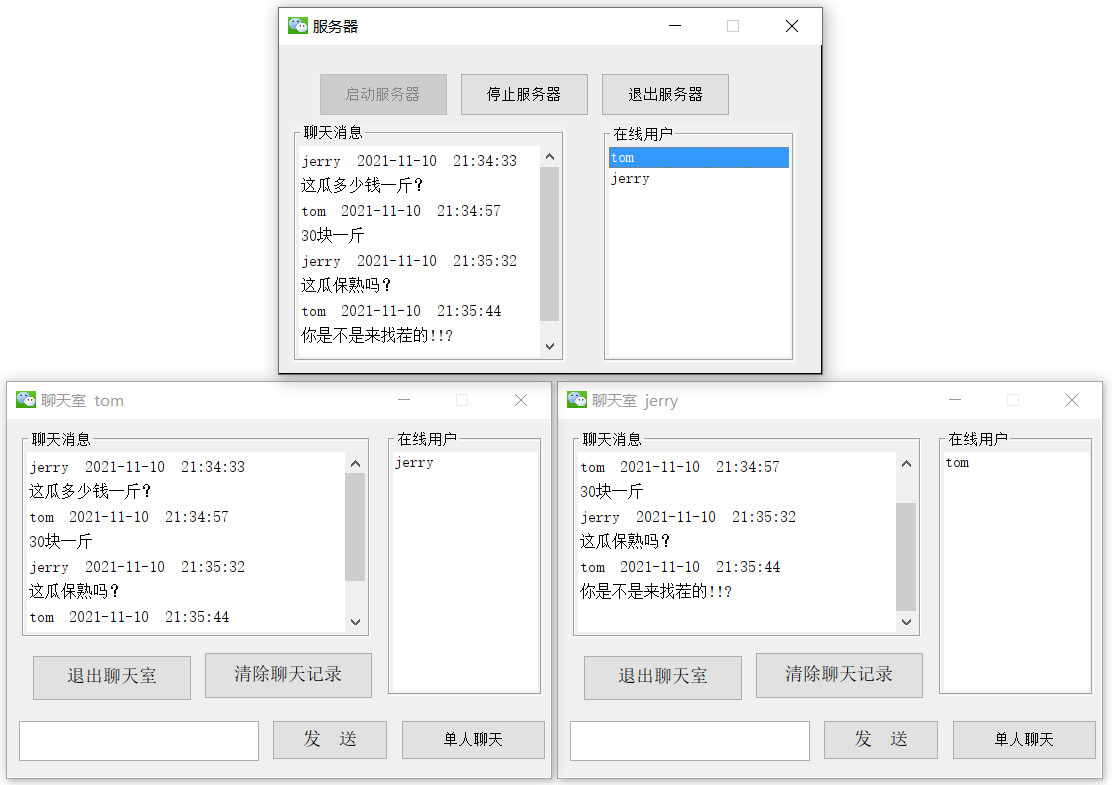 服务器
启动服务器 停止服务器 退出服务器
聊天消息
jerry 2021-11-10 21:34:33
这瓜多少钱一斤？
tom 2021-11-10 21:34:57
30块一斤
jerry 2021-11-10 21:35:32
这瓜保熟吗？
tom 2021-11-10 21:35:44
你是不是来找茬的!!?
在线用户
tom
jerry
聊天室 tom
聊天消息
jerry 2021-11-10 21:34:33
这瓜多少钱一斤？
tom 2021-11-10 21:34:57
30块一斤
jerry 2021-11-10 21:35:32
这瓜保熟吗？
tom 2021-11-10 21:35:44
在线用户
jerry
退出聊天室 清除聊天记录
发 送 单人聊天
聊天室 jerry
聊天消息
tom 2021-11-10 21:34:57
30块一斤
jerry 2021-11-10 21:35:32
这瓜保熟吗？
tom 2021-11-10 21:35:44
你是不是来找茬的!!?
在线用户
tom
退出聊天室 清除聊天记录
发 送 单人聊天